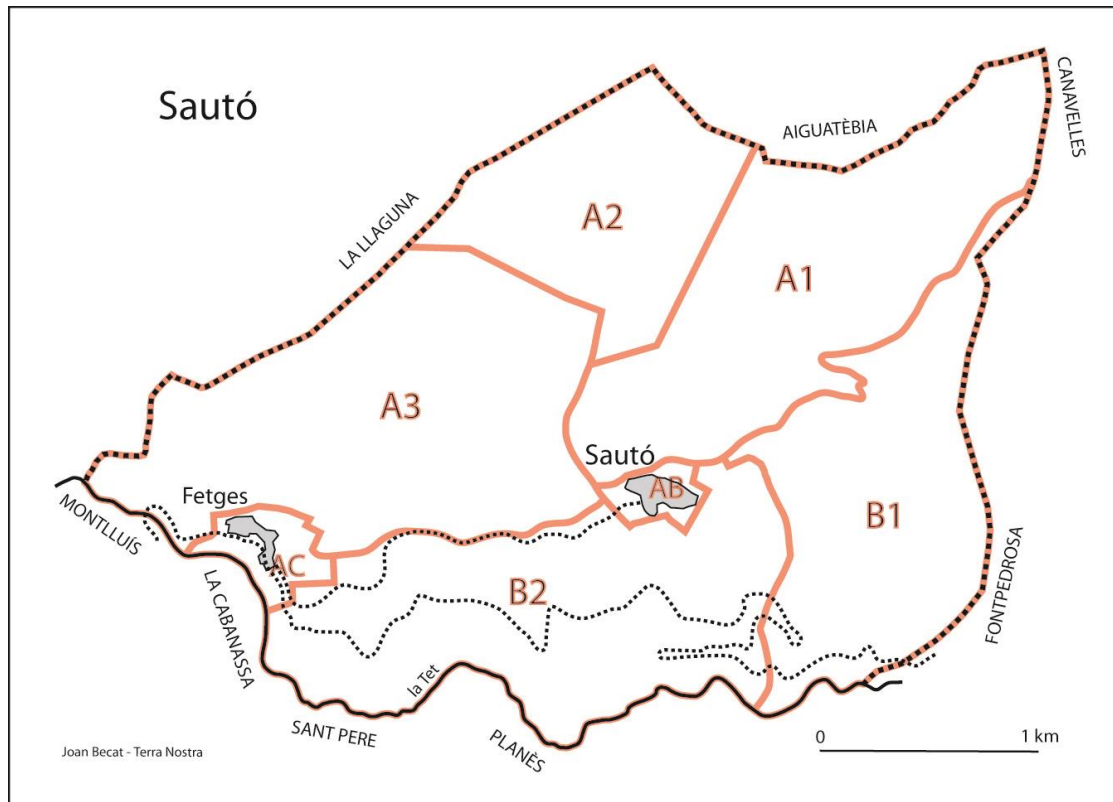 Sautó
CANAVELLES
AIGUATÈBIA
LA LLAGUNA
A2
A1
A3
Sautó
AB
Fetges
B1
MONTLLUÍS
AC
B2
LA CABANASSA
FONTPEDROSA
la Tet
SANT PERE
PLANÈS
Joan Becat - Terra Nostra
0 1 km